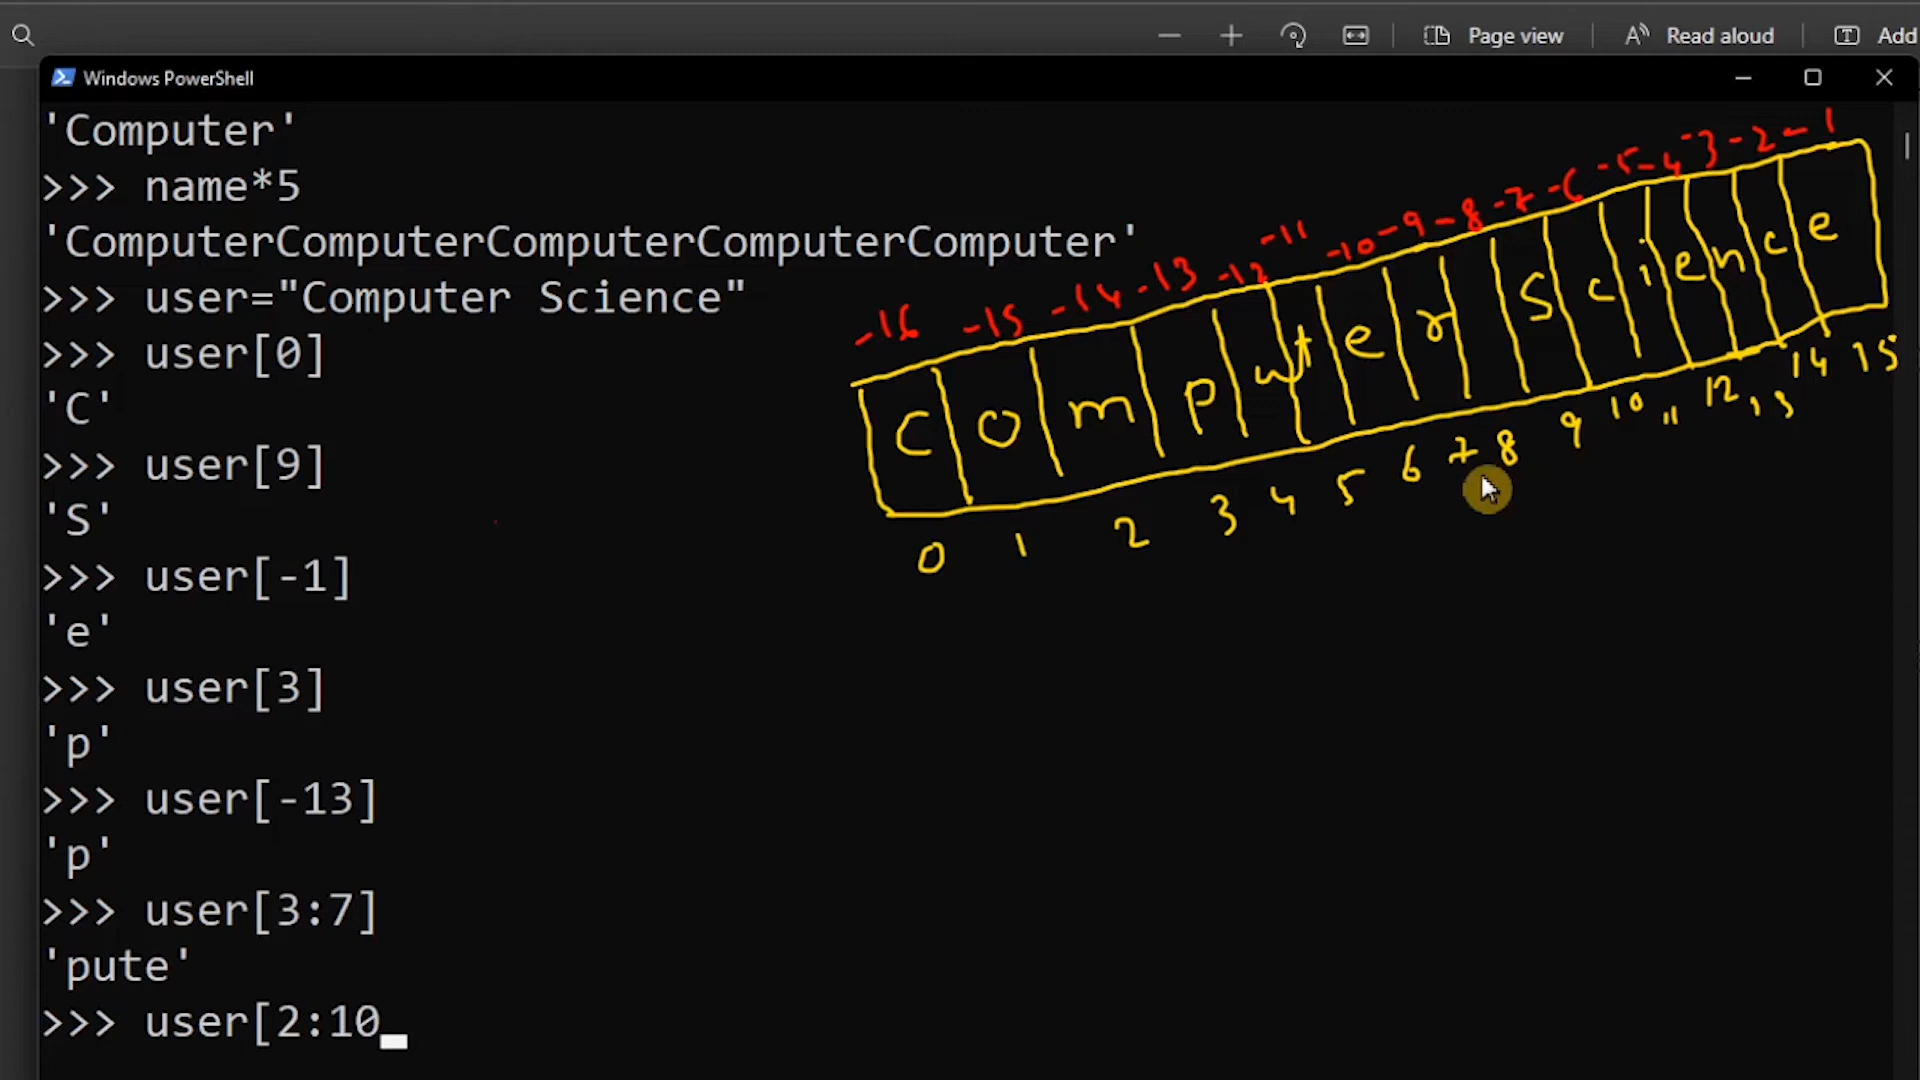 Page view
Read aloud
Add
Windows PowerShell
'Computer'
>>> name*5
'ComputerComputerComputerComputerComputer'
>>> user="Computer Science"
>>> user[0]
'C'
>>> user[9]
'S'
>>> user[-1]
'e'
>>> user[3]
'p'
>>> user[-13]
'p'
>>> user[3:7]
'pute'
>>> user[2:10
-16 -15 -14 -13 -12 -11 -10 -9 -8 -7 -6 -5 -4 -3 -2 -1
C o m p u t e r S c i e n c e
0 1 2 3 4 5 6 7 8 9 10 11 12 13 14 15